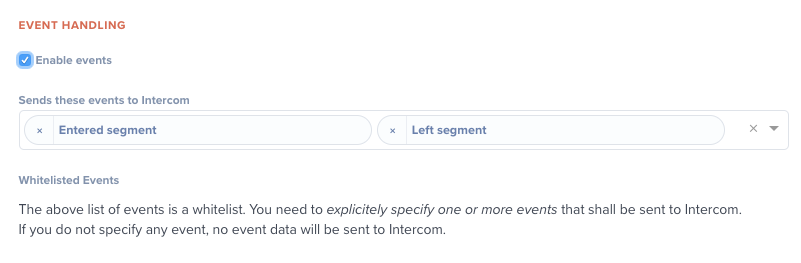 EVENT HANDLING
Enable events
Sends these events to Intercom
× Entered segment × Left segment ×
Whitelisted Events
The above list of events is a whitelist. You need to explicitely specify one or more events that shall be sent to Intercom.
If you do not specify any event, no event data will be sent to Intercom.